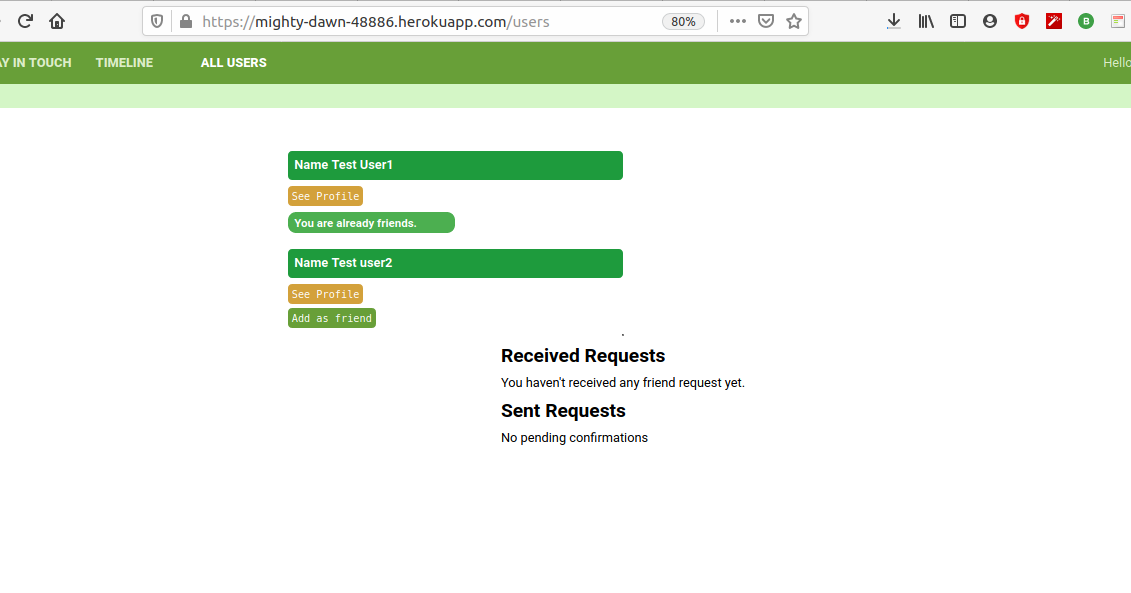 https://mighty-dawn-48886.herokuapp.com/users 80%
AY IN TOUCH TIMELINE ALL USERS Hello
Name Test User1
See Profile
You are already friends.
Name Test user2
See Profile
Add as friend
Received Requests
You haven't received any friend request yet.
Sent Requests
No pending confirmations